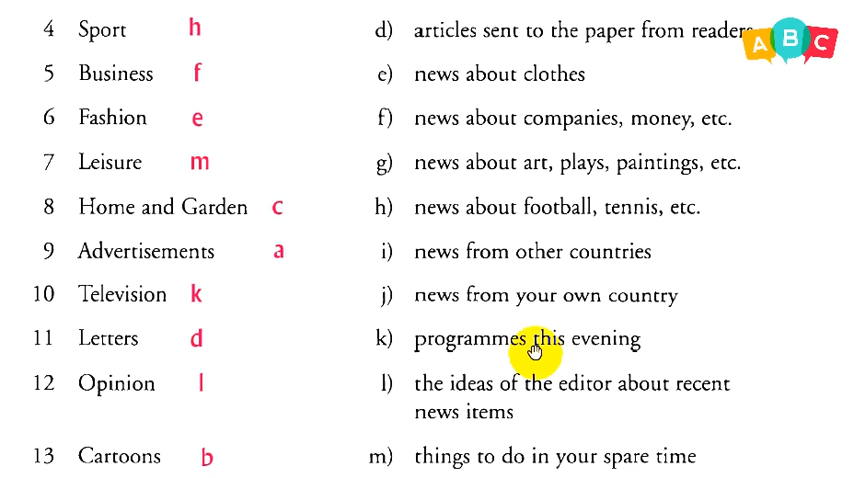 4 Sport h d) articles sent to the paper from readers
A B C
5 Business f e) news about clothes
6 Fashion e f) news about companies, money, etc.
7 Leisure m g) news about art, plays, paintings, etc.
8 Home and Garden c h) news about football, tennis, etc.
9 Advertisements a i) news from other countries
10 Television k j) news from your own country
11 Letters d k) programmes this evening
12 Opinion l l) the ideas of the editor about recent
news items
13 Cartoons b m) things to do in your spare time